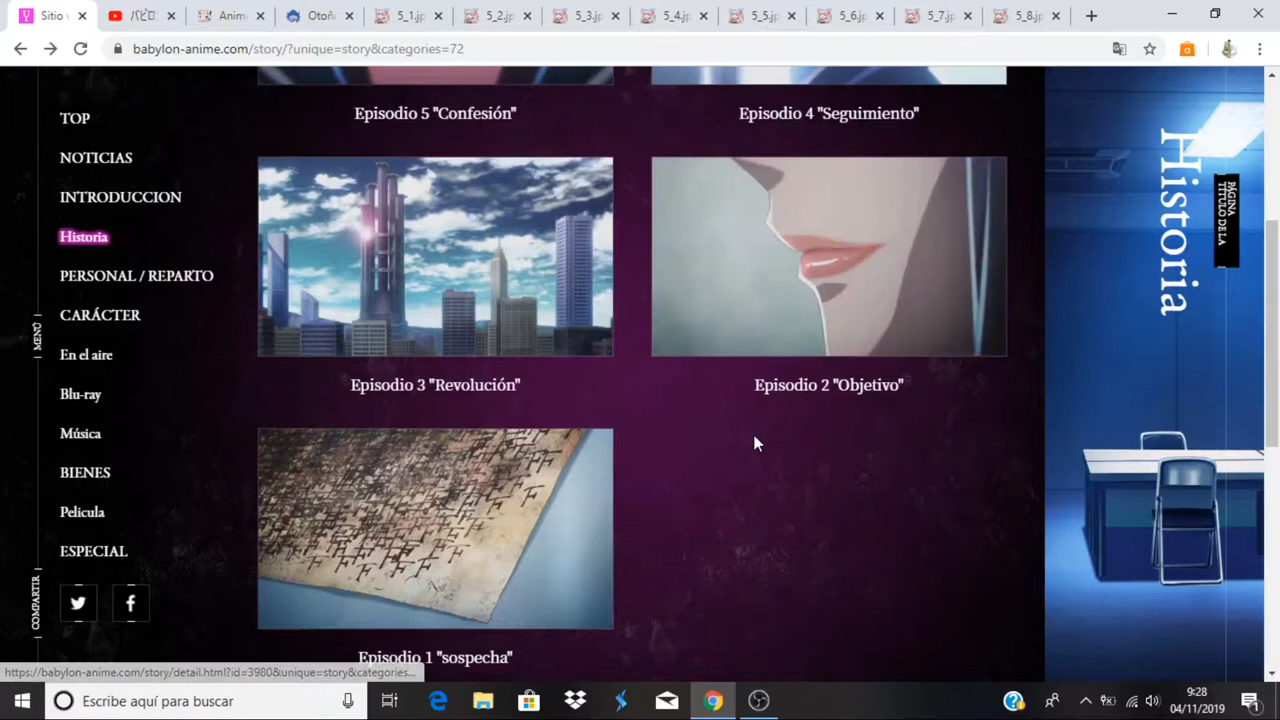 Sitio v
バビロ
Anim
Otoñ
5_1.jp
5_2.jp
5_3.jp
5_4.jp
5_5.jp
5_6.jp
5_7.jp
5_8.jp
babylon-anime.com/story/?unique=story&categories=72
TOP
NOTICIAS
INTRODUCCION
Historia
PERSONAL / REPARTO
CARÁCTER
En el aire
Blu-ray
Música
BIENES
Pelicula
ESPECIAL
MENÚ
COMPARTIR
Episodio 5 "Confesión"
Episodio 4 "Seguimiento"
Episodio 3 "Revolución"
Episodio 2 "Objetivo"
Episodio 1 "sospecha"
Historia
PÁGINA
TÍTULO DE LA
https://babylon-anime.com/story/detail.html?id=3980&unique=story&categories...
Escribe aquí para buscar
9:28
04/11/2019
1